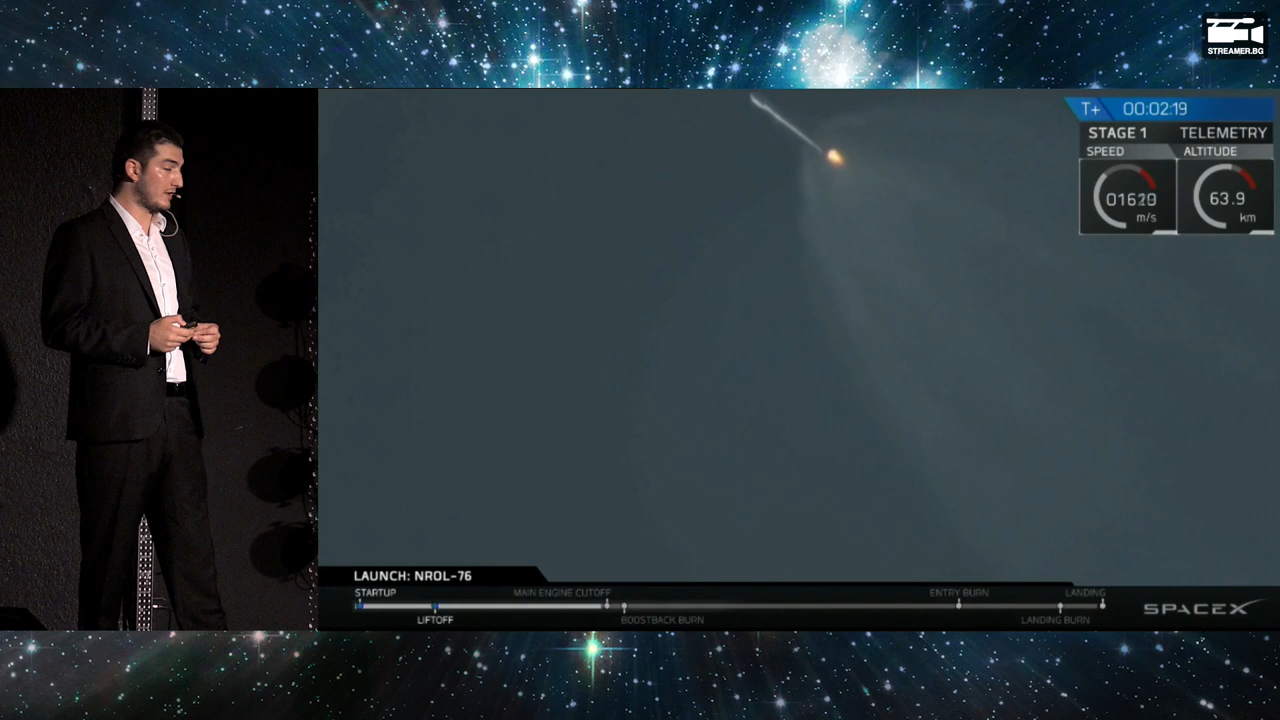 STREAMER.BG
T+ 00:02:19
STAGE 1 TELEMETRY
SPEED ALTITUDE
63.9
m/s km
LAUNCH: NROL-76
STARTUP MAIN ENGINE CUTOFF ENTRY BURN LANDING
LIFTOFF BOOSTBACK BURN LANDING BURN
SPACEX